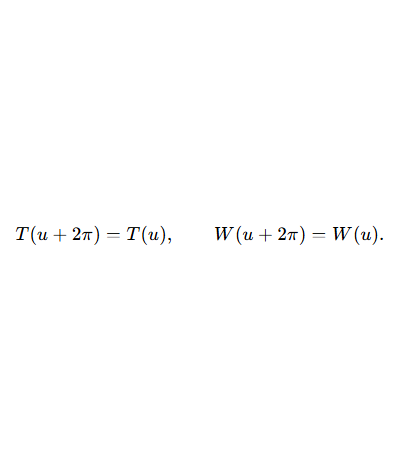 T(u + 2π) = T(u), W(u + 2π) = W(u).